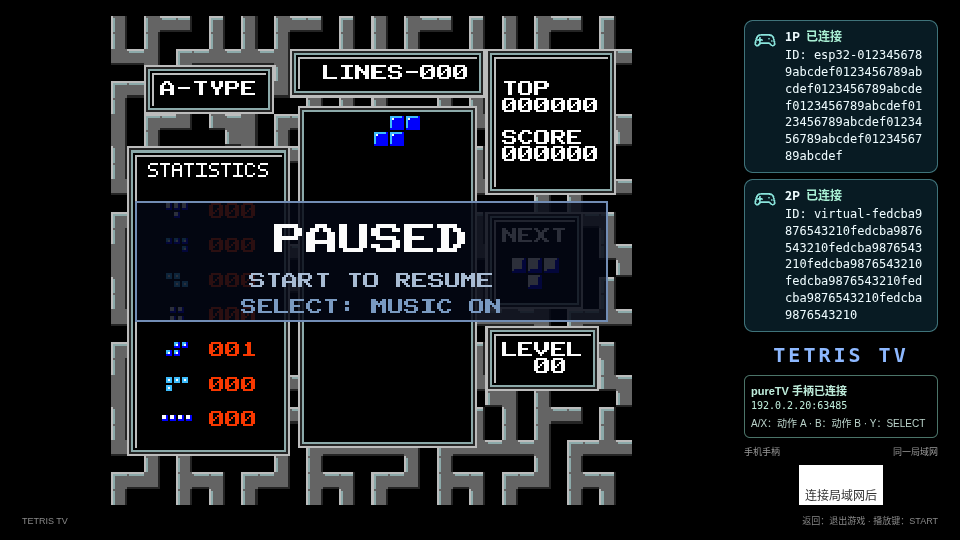 A-TYPE
LINES-000
TOP
000000
SCORE
000000
STATISTICS
000
000
000
000
001
000
000
PAUSED
START TO RESUME
SELECT: MUSIC ON
NEXT
LEVEL
00
1P 已连接
ID: esp32-012345678
9abcdef0123456789ab
cdef0123456789abcde
f0123456789abcdef01
23456789abcdef01234
56789abcdef01234567
89abcdef
2P 已连接
ID: virtual-fedcba9
876543210fedcba9876
543210fedcba9876543
210fedcba9876543210
fedcba9876543210fed
cba9876543210fedcba
9876543210
TETRIS TV
pureTV 手柄已连接
192.0.2.20:63485
A/X: 动作 A · B: 动作 B · Y: SELECT
手机手柄 同一局域网
连接局域网后
TETRIS TV
返回: 退出游戏 · 播放键: START